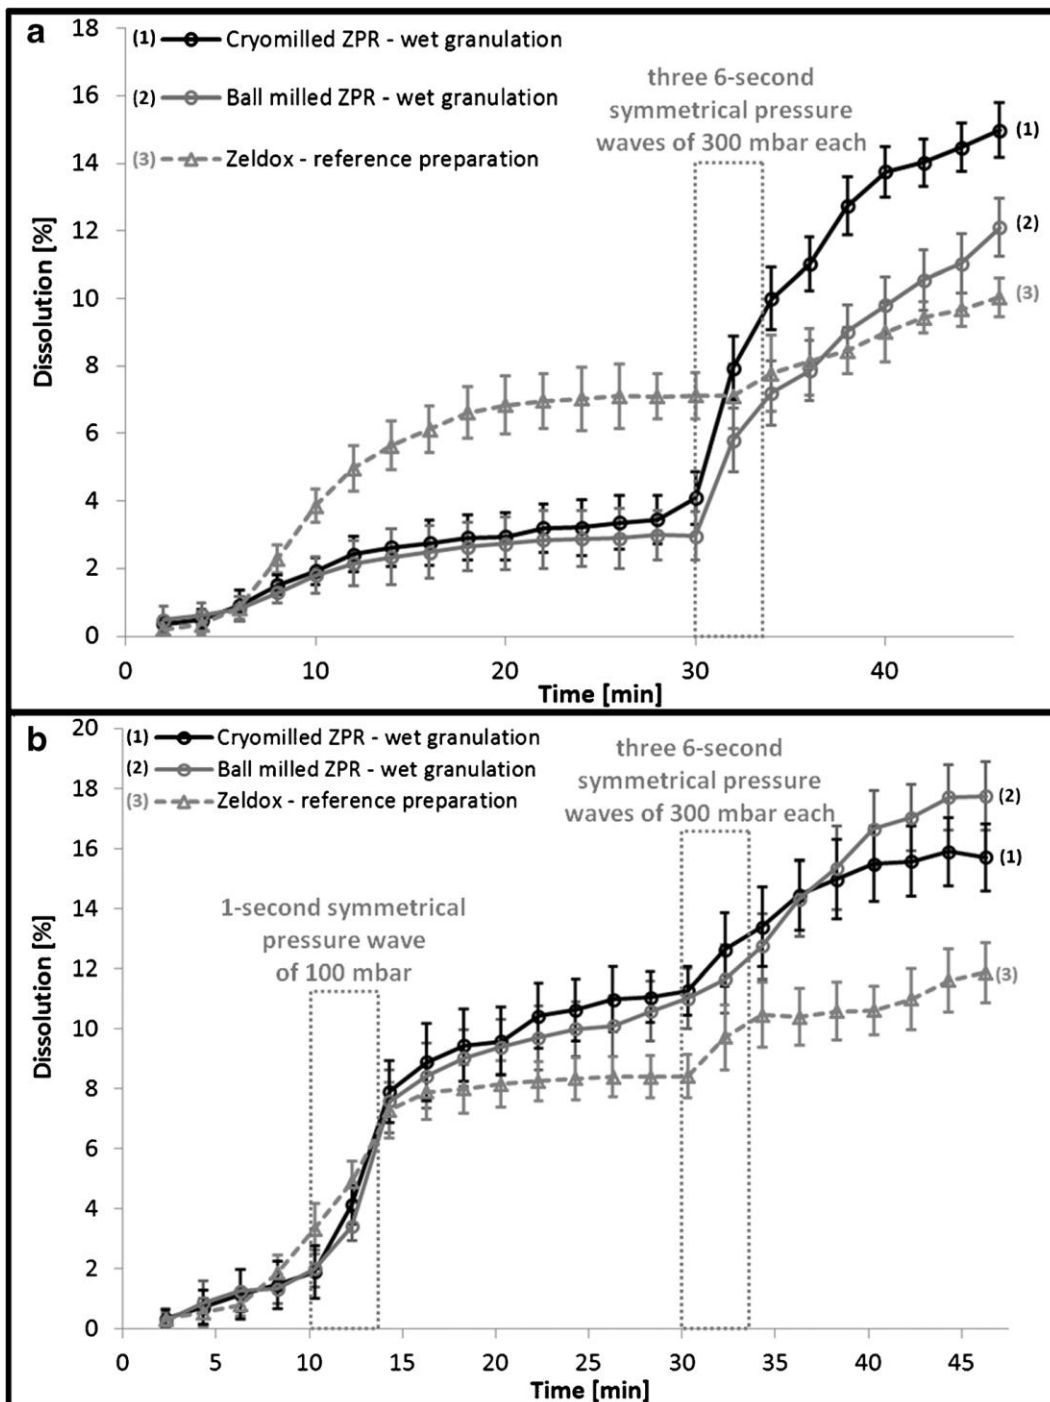 a
18
16
14
12
10
8
6
4
2
0
Dissolution [%]
(1) Cryomilled ZPR - wet granulation
(2) Ball milled ZPR - wet granulation
(3) Zeldox - reference preparation
three 6-second
symmetrical pressure
waves of 300 mbar each
(1)
(2)
(3)
0 10 20 30 40
Time [min]
b
20
18
16
14
12
10
8
6
4
2
0
Dissolution [%]
(1) Cryomilled ZPR - wet granulation
(2) Ball milled ZPR - wet granulation
(3) Zeldox - reference preparation
1-second symmetrical
pressure wave
of 100 mbar
three 6-second
symmetrical pressure
waves of 300 mbar each
(2)
(1)
(3)
0 5 10 15 20 25 30 35 40 45
Time [min]